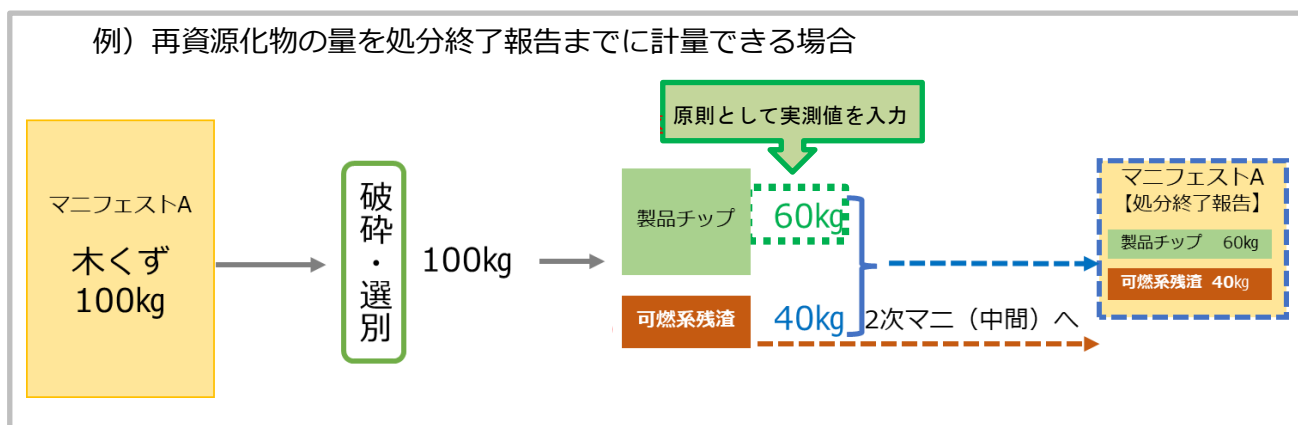 例）再資源化物の量を処分終了報告までに計量できる場合
原則として実測値を入力
マニフェストA
木くず
100kg
破砕・選別
100kg
製品チップ
60kg
可燃系残渣
40kg
2次マニ（中間）へ
マニフェストA
【処分終了報告】
製品チップ 60kg
可燃系残渣 40kg